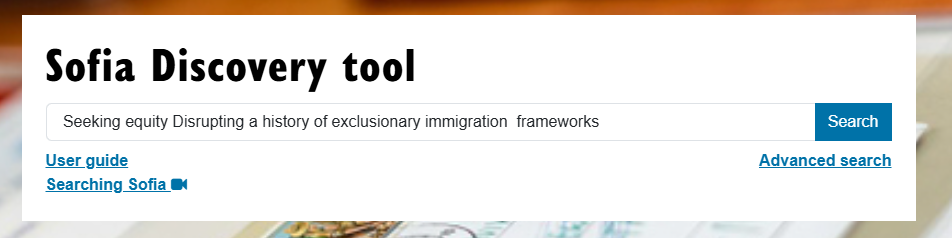 Sofia Discovery tool
Seeking equity Disrupting a history of exclusionary immigration  frameworks
Search
User guide
Advanced search
Searching Sofia